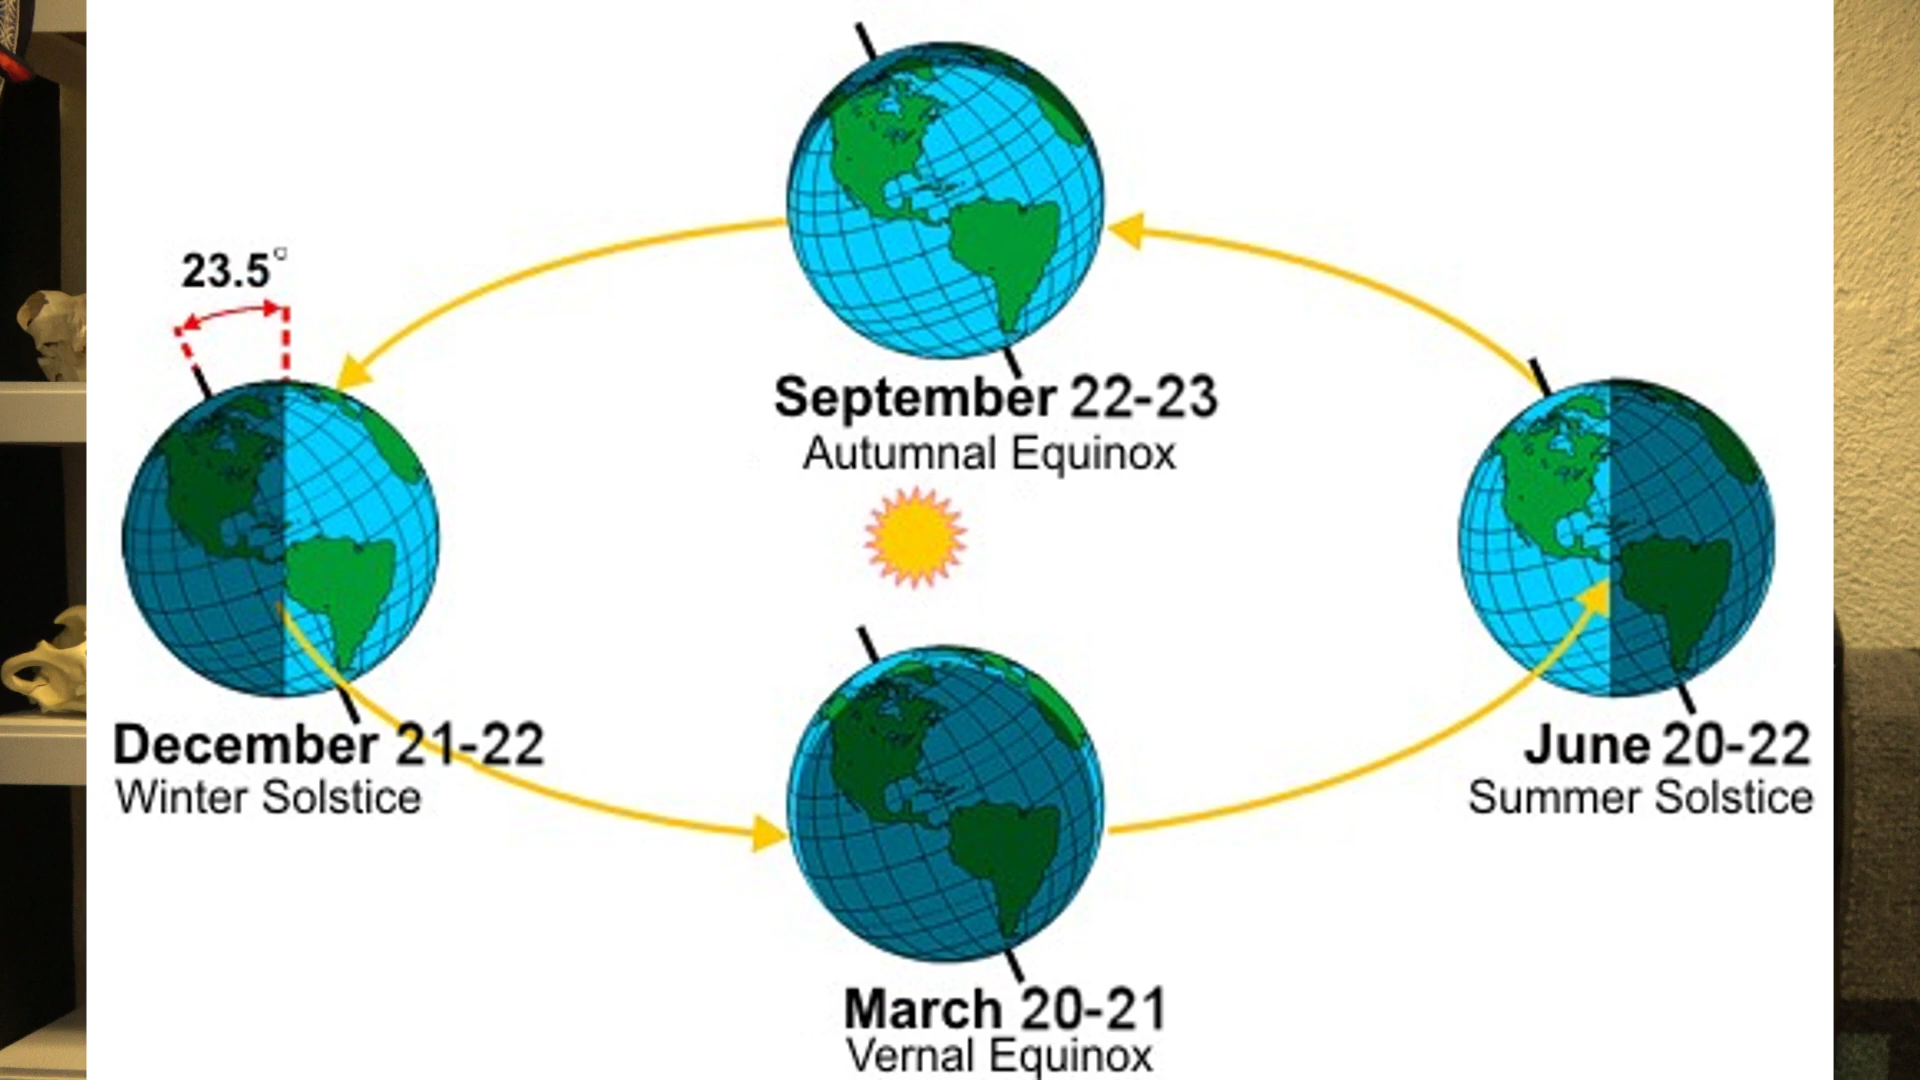 23.5°
September 22-23
Autumnal Equinox
December 21-22
Winter Solstice
June 20-22
Summer Solstice
March 20-21
Vernal Equinox